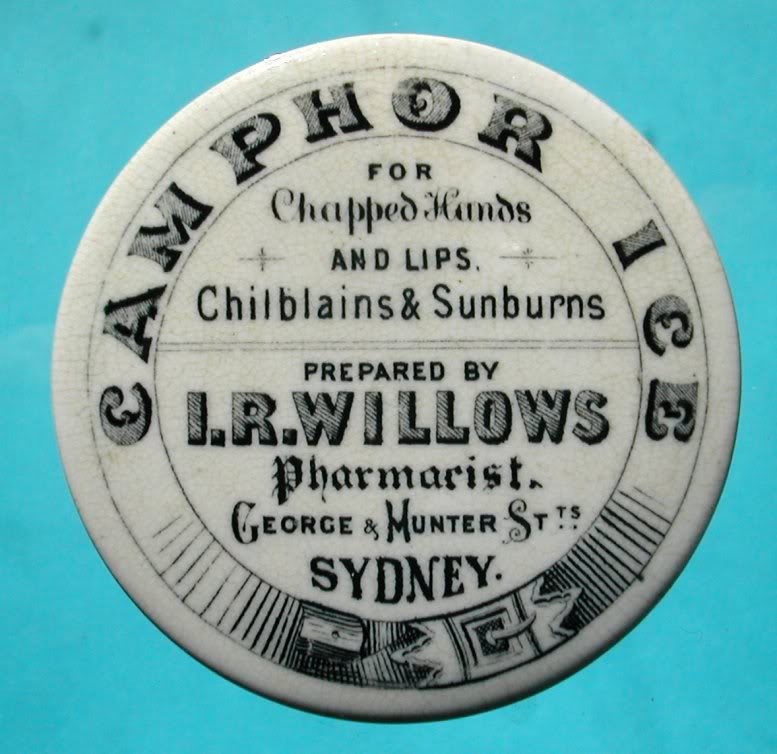 CAMPHOR ICE
FOR
Chapped Hands
AND LIPS.
Chilblains & Sunburns
PREPARED BY
I.R.WILLOWS
Pharmacist.
GEORGE & HUNTER STTS
SYDNEY.